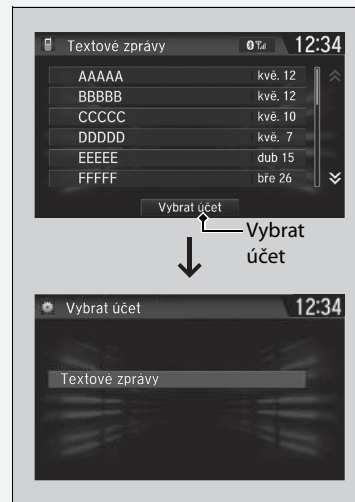 Textové zprávy 12:34
AAAAA kvě. 12
BBBBB kvě. 12
CCCCC kvě. 10
DDDDD kvě. 7
EEEEE dub 15
FFFFF bře 26
Vybrat účet
Vybrat
účet
Vybrat účet 12:34
Textové zprávy